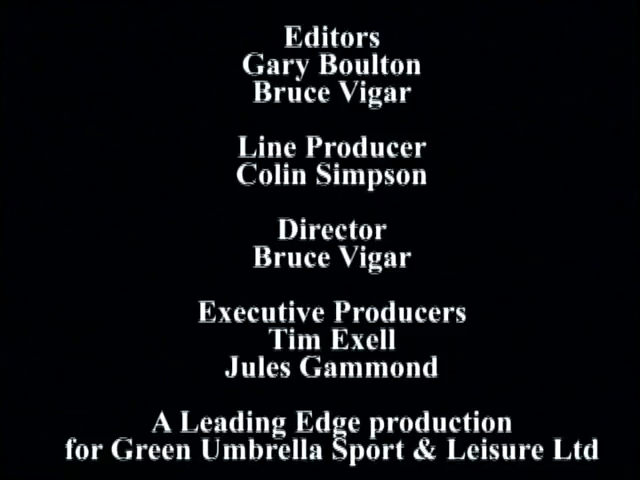 Editors
Gary Boulton
Bruce Vigar
Line Producer
Colin Simpson
Director
Bruce Vigar
Executive Producers
Tim Exell
Jules Gammond
A Leading Edge production
for Green Umbrella Sport & Leisure Ltd